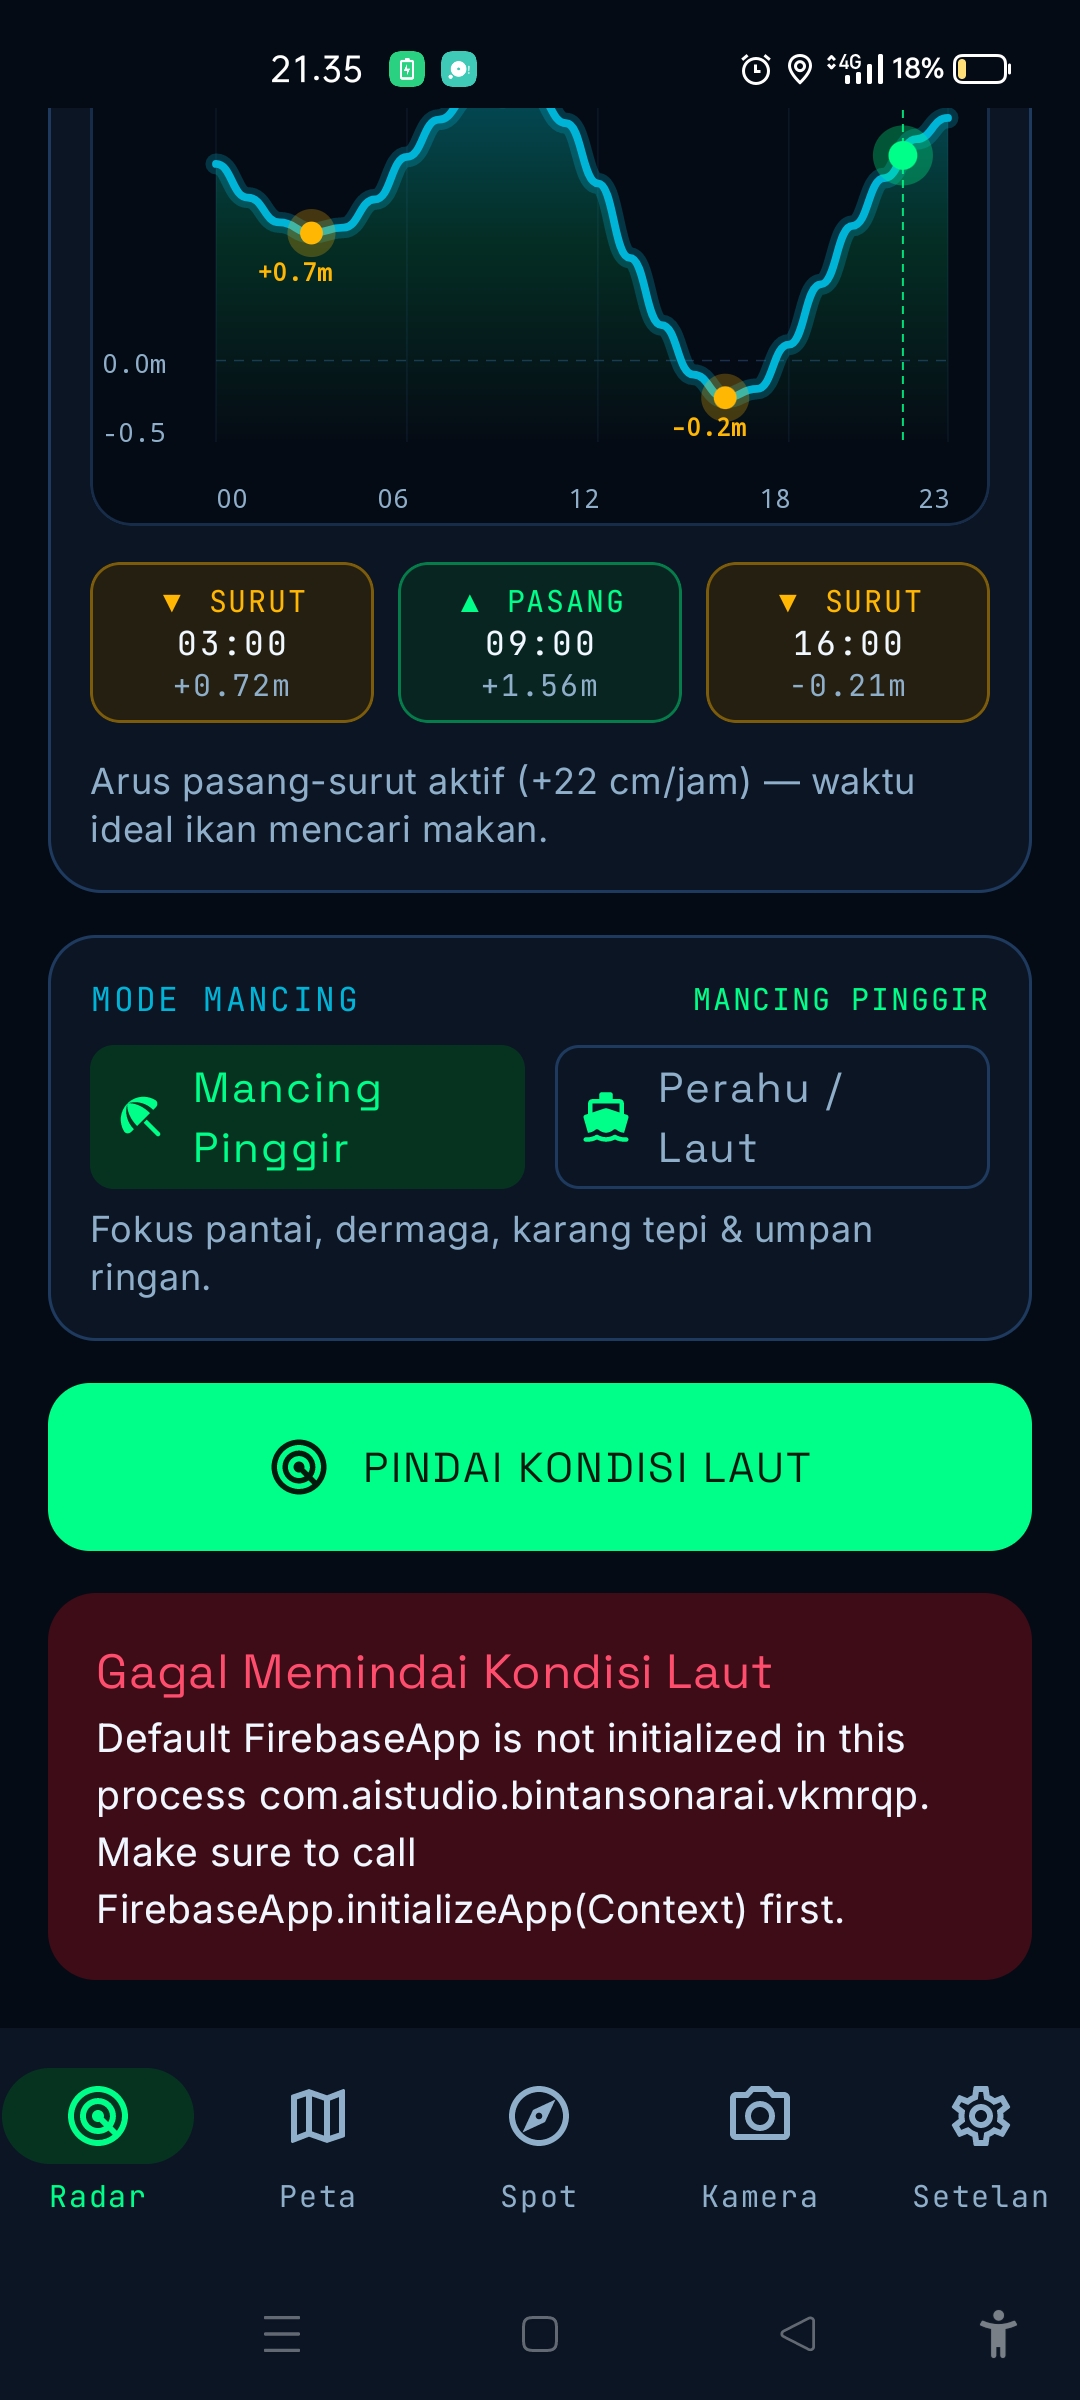 21.35
4G
18%
+0.7m
0.0m
-0.2m
-0.5
00 06 12 18 23
▼ SURUT
03:00
+0.72m
▲ PASANG
09:00
+1.56m
▼ SURUT
16:00
-0.21m
Arus pasang-surut aktif (+22 cm/jam) — waktu
ideal ikan mencari makan.
MODE MANCING
MANCING PINGGIR
Mancing
Pinggir
Perahu /
Laut
Fokus pantai, dermaga, karang tepi & umpan
ringan.
PINDAI KONDISI LAUT
Gagal Memindai Kondisi Laut
Default FirebaseApp is not initialized in this
process com.aistudio.bintansonarai.vkmrqp.
Make sure to call
FirebaseApp.initializeApp(Context) first.
Radar
Peta
Spot
Kamera
Setelan